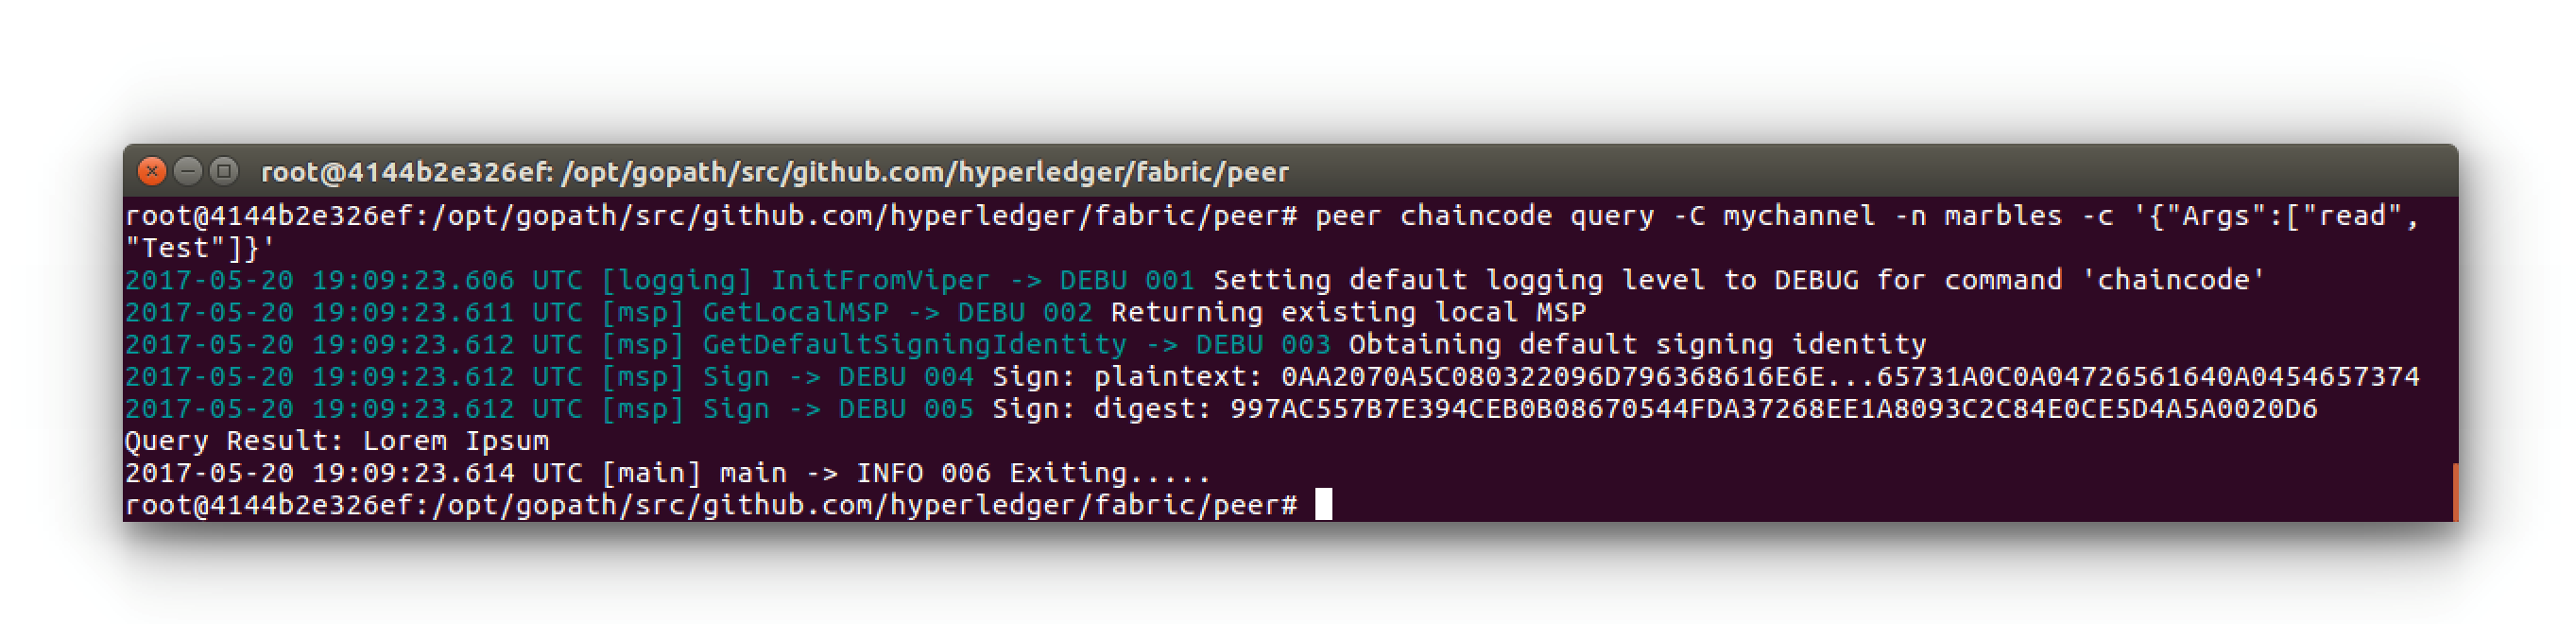 root@4144b2e326ef: /opt/gopath/src/github.com/hyperledger/fabric/peer
root@4144b2e326ef:/opt/gopath/src/github.com/hyperledger/fabric/peer# peer chaincode query -C mychannel -n marbles -c '{"Args":["read",
"Test"]}'
2017-05-20 19:09:23.606 UTC [logging] InitFromViper -> DEBU 001 Setting default logging level to DEBUG for command 'chaincode'
2017-05-20 19:09:23.611 UTC [msp] GetLocalMSP -> DEBU 002 Returning existing local MSP
2017-05-20 19:09:23.612 UTC [msp] GetDefaultSigningIdentity -> DEBU 003 Obtaining default signing identity
2017-05-20 19:09:23.612 UTC [msp] Sign -> DEBU 004 Sign: plaintext: 0AA2070A5C080322096D796368616E6E...65731A0C0A04726561640A0454657374
2017-05-20 19:09:23.612 UTC [msp] Sign -> DEBU 005 Sign: digest: 997AC557B7E394CEB0B08670544FDA37268EE1A8093C2C84E0CE5D4A5A0020D6
Query Result: Lorem Ipsum
2017-05-20 19:09:23.614 UTC [main] main -> INFO 006 Exiting.....
root@4144b2e326ef:/opt/gopath/src/github.com/hyperledger/fabric/peer#